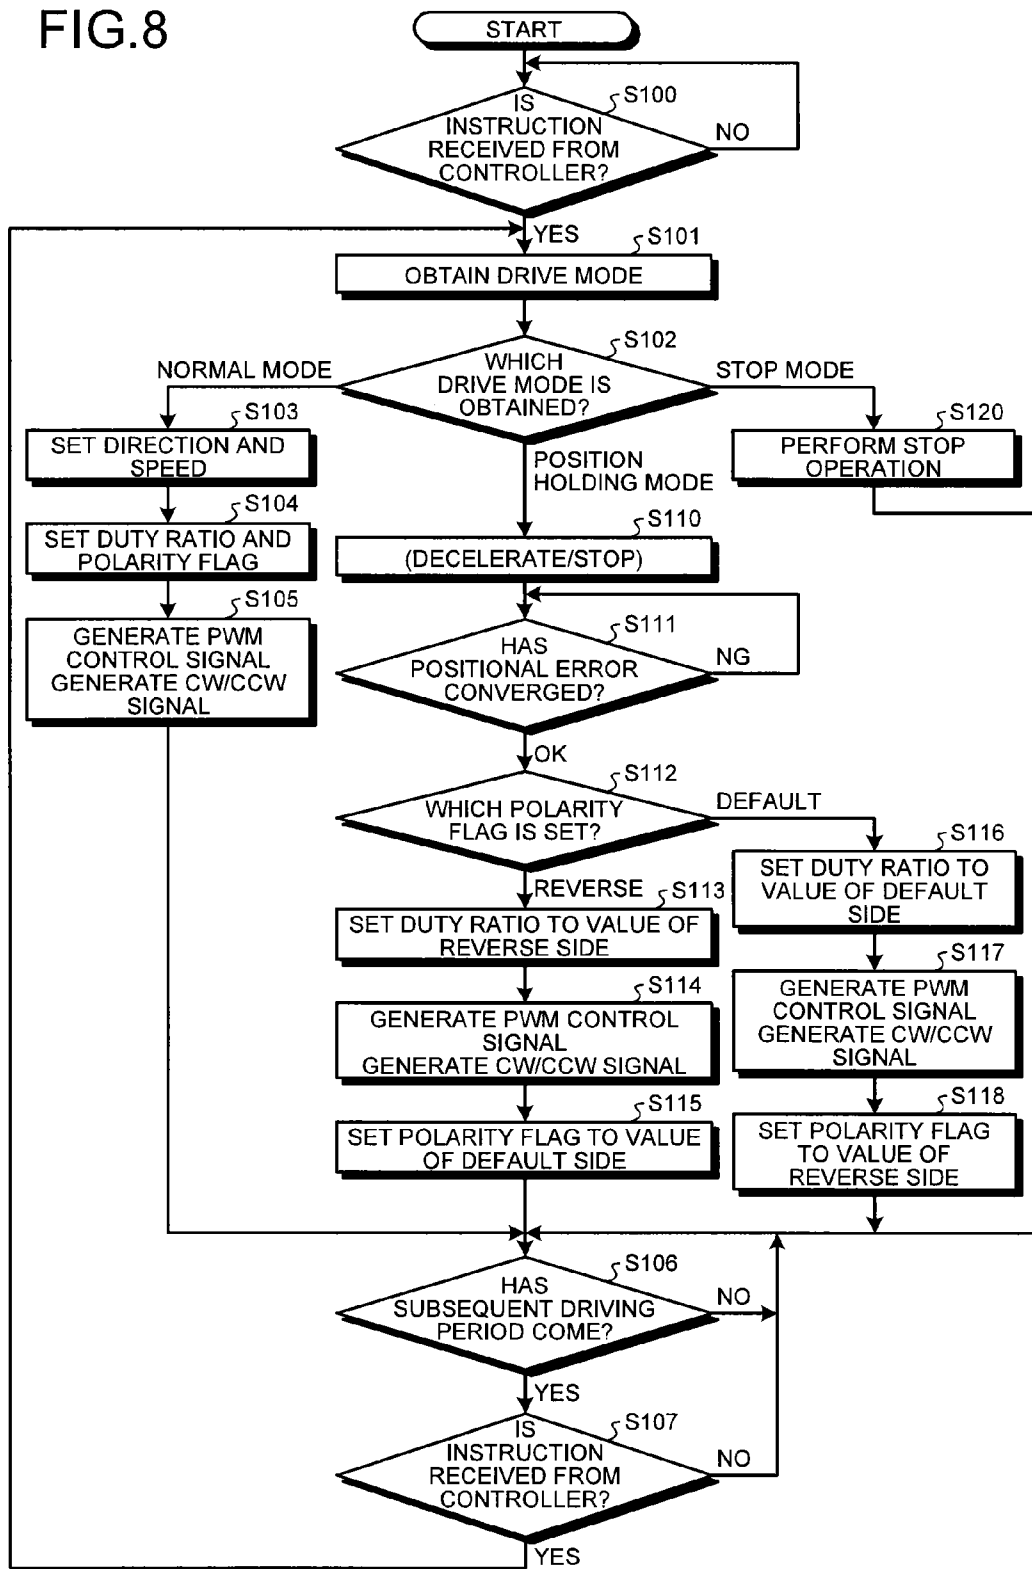 FIG.8
START
S100
IS
INSTRUCTION
RECEIVED FROM
CONTROLLER?
NO
YES
S101
OBTAIN DRIVE MODE
S102
WHICH
DRIVE MODE IS
OBTAINED?
NORMAL MODE
STOP MODE
POSITION
HOLDING MODE
S103
SET DIRECTION AND
SPEED
S104
SET DUTY RATIO AND
POLARITY FLAG
S105
GENERATE PWM
CONTROL SIGNAL
GENERATE CW/CCW
SIGNAL
S120
PERFORM STOP
OPERATION
S110
(DECELERATE/STOP)
S111
HAS
POSITIONAL ERROR
CONVERGED?
NG
OK
S112
WHICH POLARITY
FLAG IS SET?
DEFAULT
REVERSE
S113
SET DUTY RATIO TO VALUE OF
REVERSE SIDE
S114
GENERATE PWM CONTROL
SIGNAL
GENERATE CW/CCW SIGNAL
S115
SET POLARITY FLAG TO VALUE
OF DEFAULT SIDE
S116
SET DUTY RATIO TO
VALUE OF DEFAULT
SIDE
S117
GENERATE PWM
CONTROL SIGNAL
GENERATE CW/CCW
SIGNAL
S118
SET POLARITY FLAG
TO VALUE OF
REVERSE SIDE
S106
HAS
SUBSEQUENT DRIVING
PERIOD COME?
NO
YES
S107
IS
INSTRUCTION
RECEIVED FROM
CONTROLLER?
NO
YES